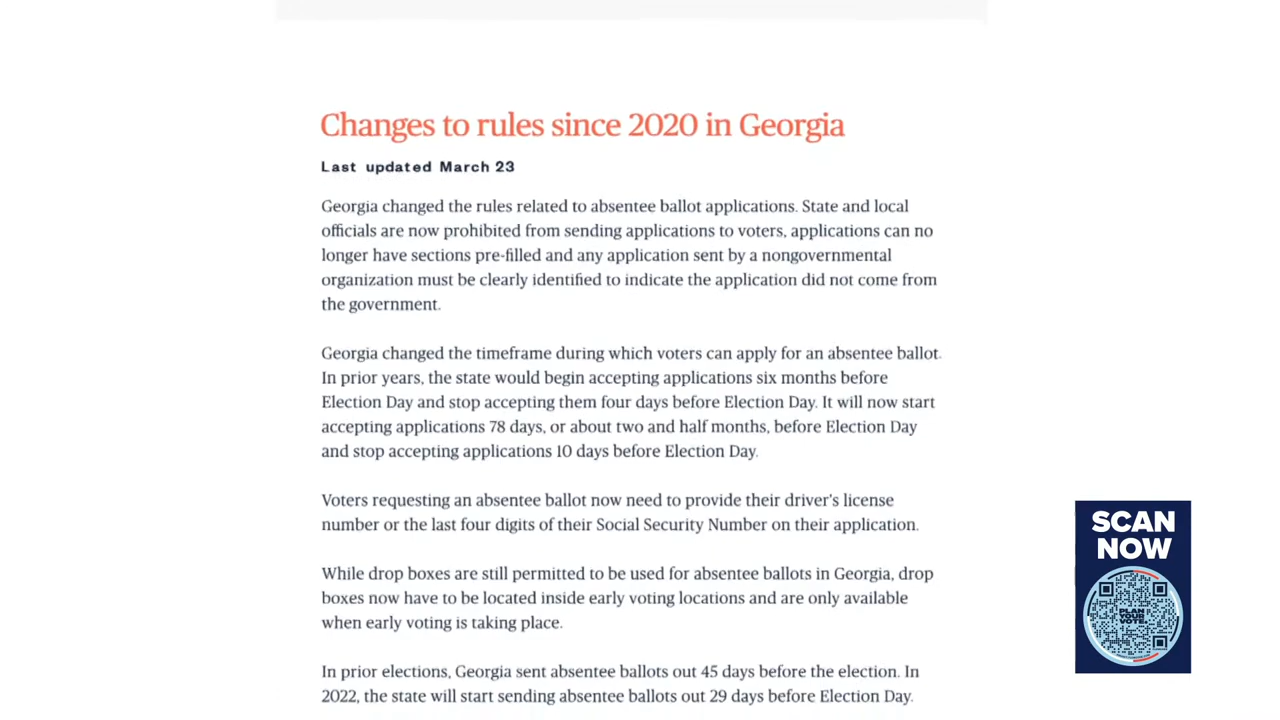 Changes to rules since 2020 in Georgia
Last updated March 23
Georgia changed the rules related to absentee ballot applications. State and local
officials are now prohibited from sending applications to voters, applications can no
longer have sections pre-filled and any application sent by a nongovernmental
organization must be clearly identified to indicate the application did not come from
the government.
Georgia changed the timeframe during which voters can apply for an absentee ballot.
In prior years, the state would begin accepting applications six months before
Election Day and stop accepting them four days before Election Day. It will now start
accepting applications 78 days, or about two and half months, before Election Day
and stop accepting applications 10 days before Election Day.
Voters requesting an absentee ballot now need to provide their driver's license
number or the last four digits of their Social Security Number on their application.
While drop boxes are still permitted to be used for absentee ballots in Georgia, drop
boxes now have to be located inside early voting locations and are only available
when early voting is taking place.
In prior elections, Georgia sent absentee ballots out 45 days before the election. In
2022, the state will start sending absentee ballots out 29 days before Election Day.
SCAN
NOW
PLAN
YOUR
VOTE.